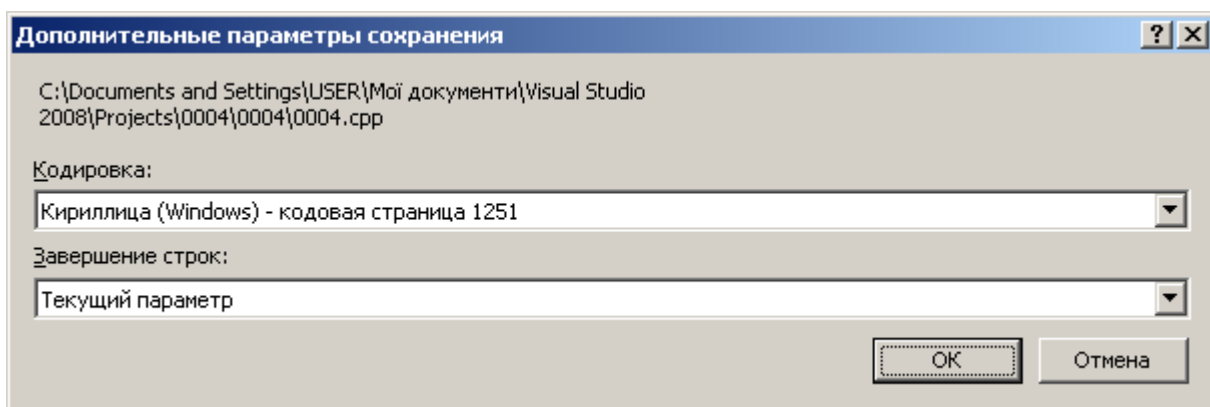 Дополнительные параметры сохранения
C:\Documents and Settings\USER\Мої документи\Visual Studio
2008\Projects\0004\0004\0004.cpp
Кодировка:
Кириллица (Windows) - кодовая страница 1251
Завершение строк:
Текущий параметр
OK Отмена